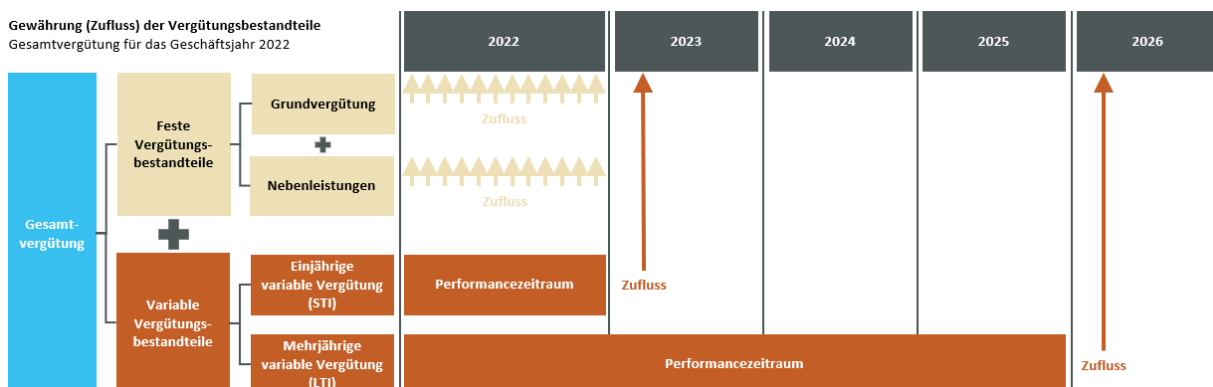 Gewährung (Zufluss) der Vergütungsbestandteile
Gesamtvergütung für das Geschäftsjahr 2022
2022
2023
2024
2025
2026
Gesamt-
vergütung
Feste
Vergütungs-
bestandteile
Grundvergütung
Zufluss
Nebenleistungen
Zufluss
Variable
Vergütungs-
bestandteile
Einjährige
variable Vergütung
(STI)
Performancezeitraum
Zufluss
Mehrjährige
variable Vergütung
(LTI)
Performancezeitraum
Zufluss